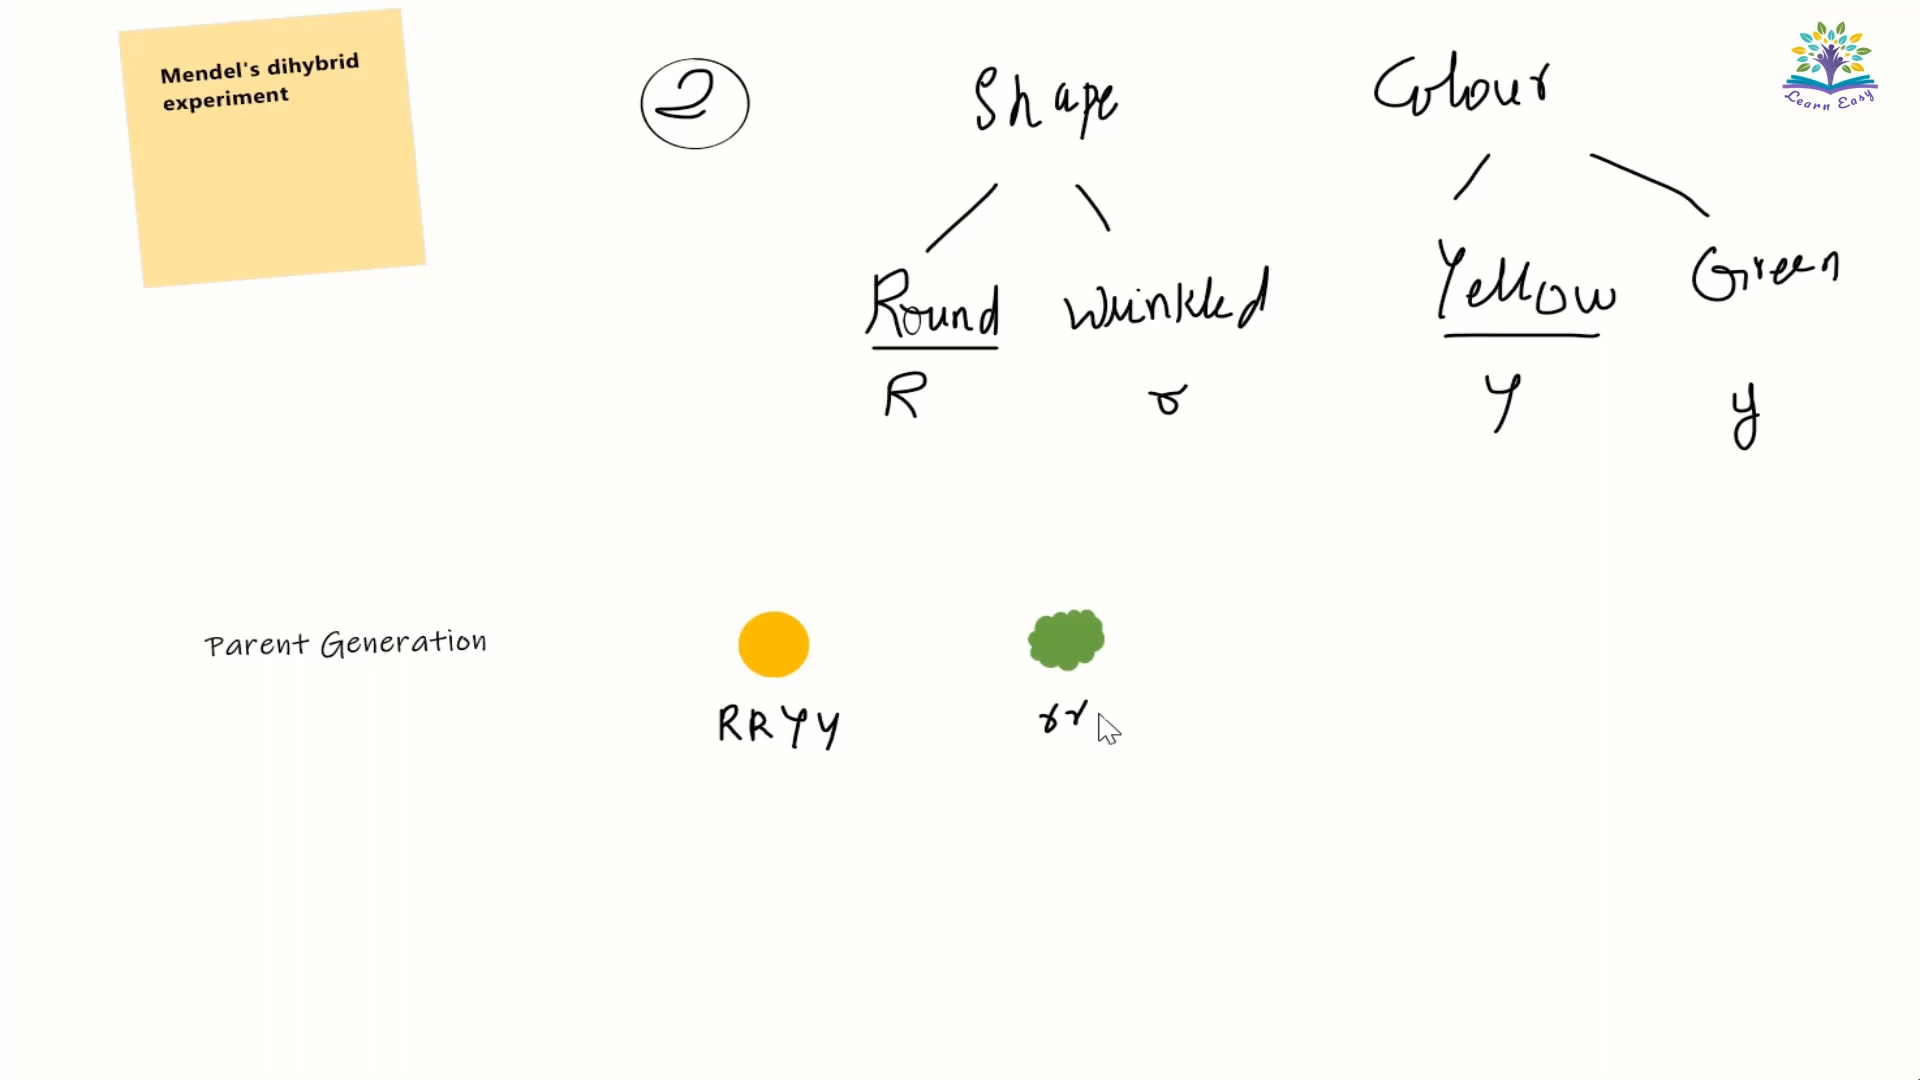 Mendel's dihybrid
experiment
2
Shape
Colour
Learn Easy
Round
Wrinkled
Yellow
Green
R
r
Y
y
Parent Generation
RRYY
rr